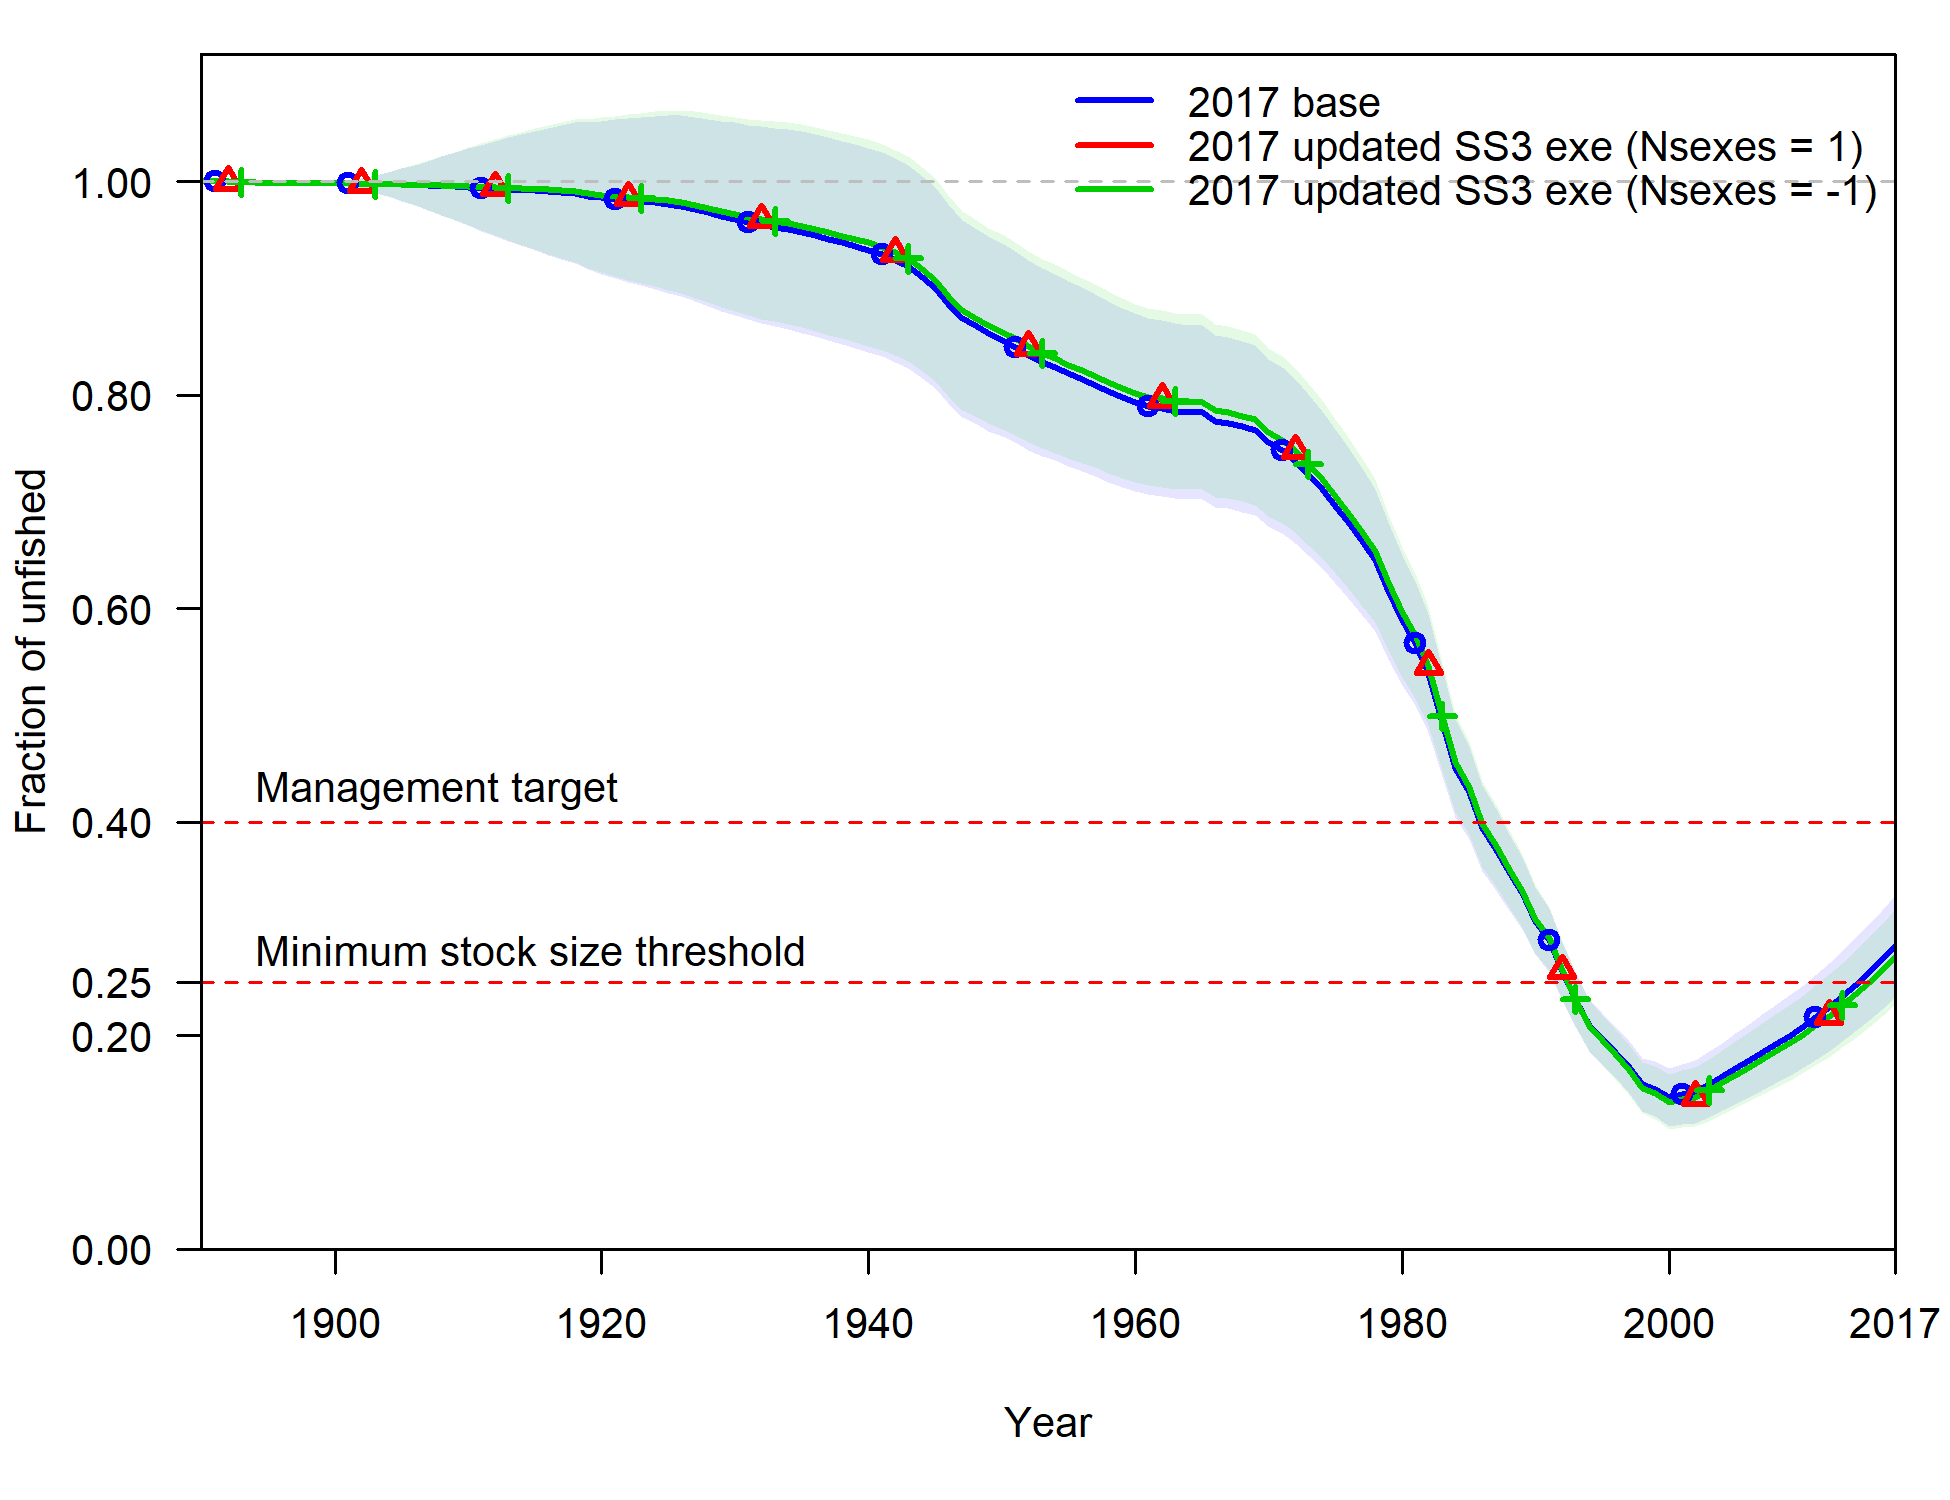 2017 base
2017 updated SS3 exe (Nsexes = 1)
2017 updated SS3 exe (Nsexes = -1)
1.00
0.80
0.60
0.40
0.25
0.20
0.00
Fraction of unfished
Management target
Minimum stock size threshold
1900 1920 1940 1960 1980 2000 2017
Year